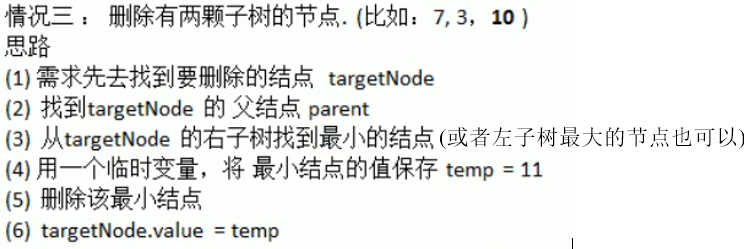 情况三： 删除有两颗子树的节点. (比如：7, 3，10 )
思路
(1) 需求先去找到要删除的结点 targetNode
(2) 找到targetNode 的 父结点 parent
(3) 从targetNode 的右子树找到最小的结点(或者左子树最大的节点也可以)
(4) 用一个临时变量，将 最小结点的值保存 temp = 11
(5) 删除该最小结点
(6) targetNode.value = temp